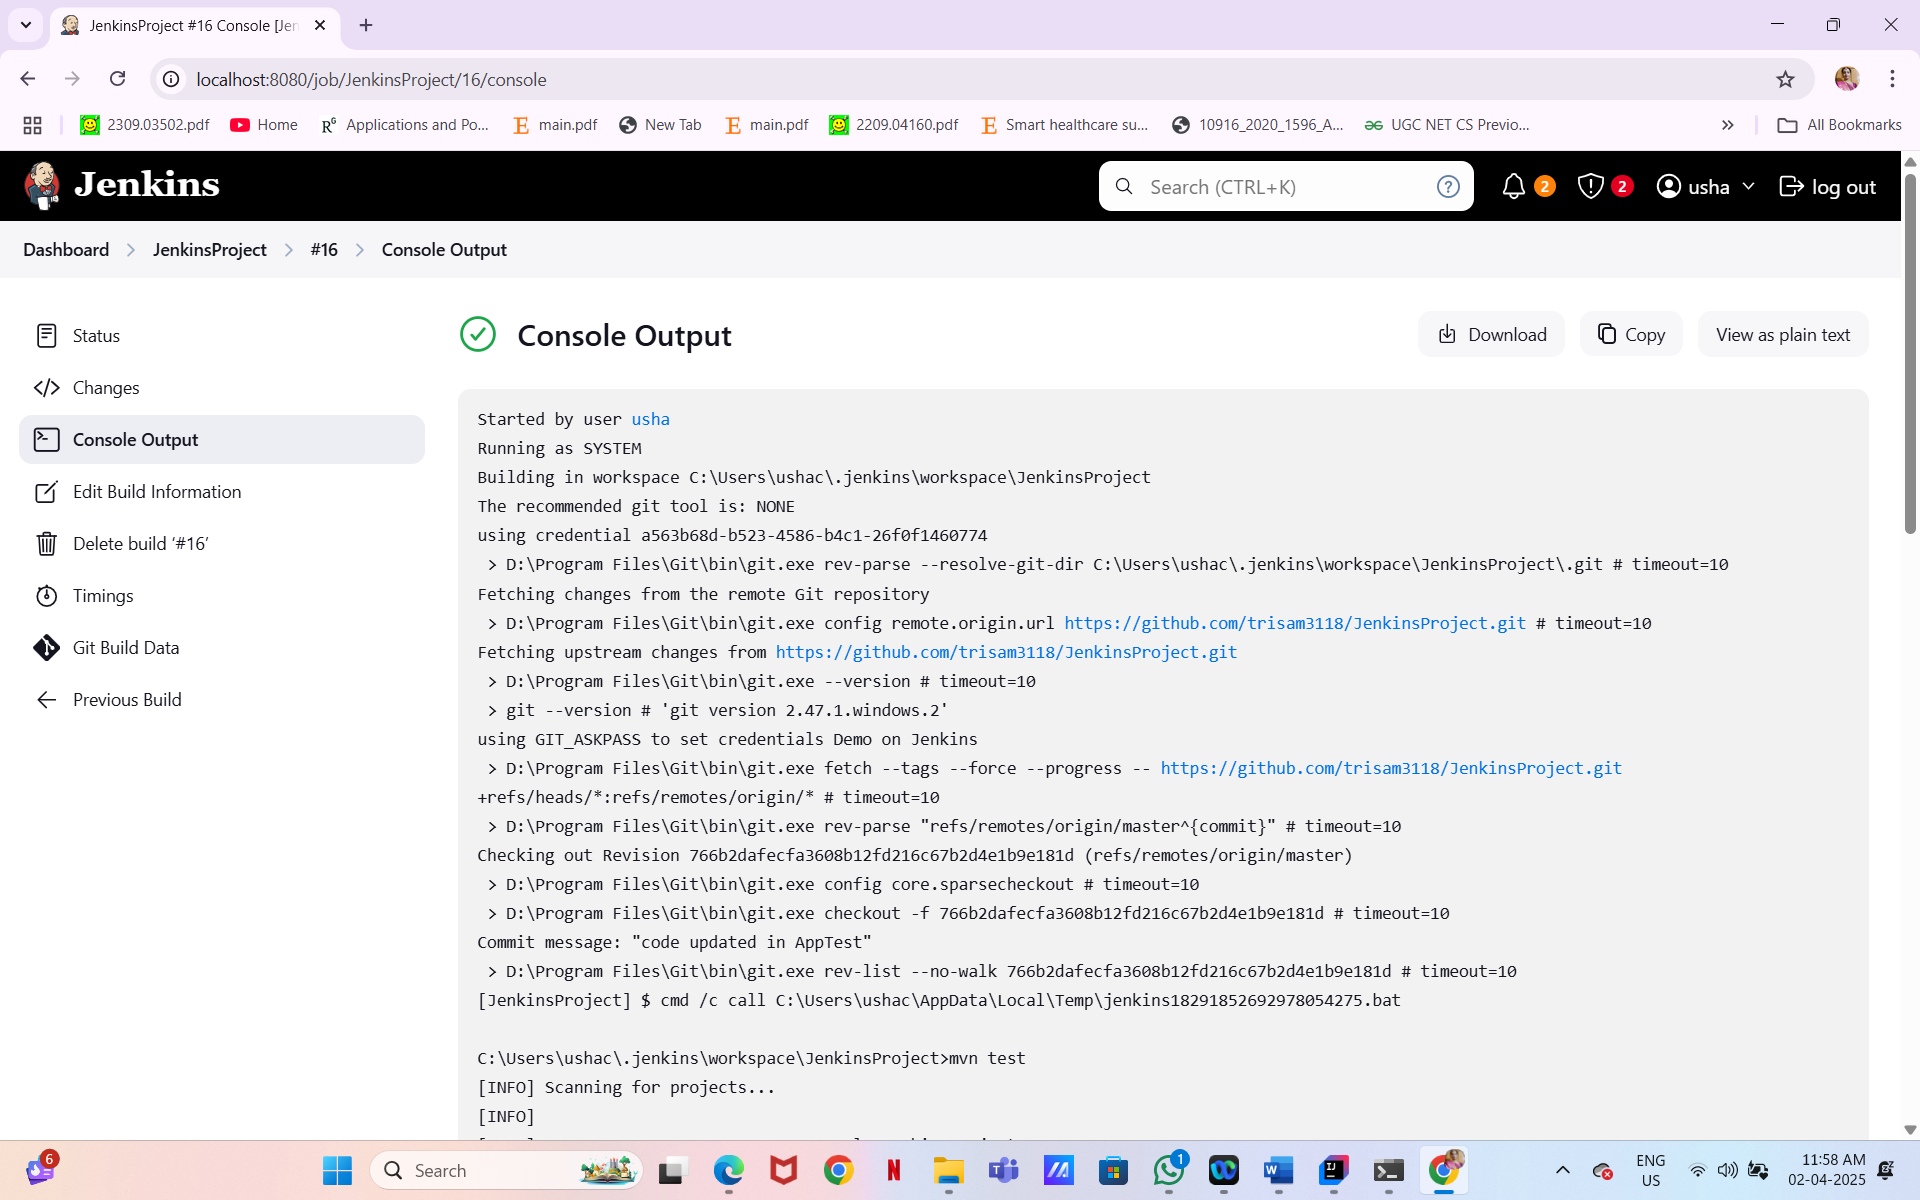 JenkinsProject #16 Console [Jen
localhost:8080/job/JenkinsProject/16/console
2309.03502.pdf
Home
Applications and Po...
main.pdf
New Tab
main.pdf
2209.04160.pdf
Smart healthcare su...
10916_2020_1596_A...
UGC NET CS Previo...
All Bookmarks
Jenkins
Search (CTRL+K)
2
2
usha
log out
Dashboard
JenkinsProject
#16
Console Output
Status
Changes
Console Output
Edit Build Information
Delete build ‘#16’
Timings
Git Build Data
Previous Build
Console Output
Download
Copy
View as plain text
Started by user usha
Running as SYSTEM
Building in workspace C:\Users\ushac\.jenkins\workspace\JenkinsProject
The recommended git tool is: NONE
using credential a563b68d-b523-4586-b4c1-26f0f1460774
> D:\Program Files\Git\bin\git.exe rev-parse --resolve-git-dir C:\Users\ushac\.jenkins\workspace\JenkinsProject\.git # timeout=10
Fetching changes from the remote Git repository
> D:\Program Files\Git\bin\git.exe config remote.origin.url https://github.com/trisam3118/JenkinsProject.git # timeout=10
Fetching upstream changes from https://github.com/trisam3118/JenkinsProject.git
> D:\Program Files\Git\bin\git.exe --version # timeout=10
> git --version # 'git version 2.47.1.windows.2'
using GIT_ASKPASS to set credentials Demo on Jenkins
> D:\Program Files\Git\bin\git.exe fetch --tags --force --progress -- https://github.com/trisam3118/JenkinsProject.git
+refs/heads/*:refs/remotes/origin/* # timeout=10
> D:\Program Files\Git\bin\git.exe rev-parse "refs/remotes/origin/master^{commit}" # timeout=10
Checking out Revision 766b2dafecfa3608b12fd216c67b2d4e1b9e181d (refs/remotes/origin/master)
> D:\Program Files\Git\bin\git.exe config core.sparsecheckout # timeout=10
> D:\Program Files\Git\bin\git.exe checkout -f 766b2dafecfa3608b12fd216c67b2d4e1b9e181d # timeout=10
Commit message: "code updated in AppTest"
> D:\Program Files\Git\bin\git.exe rev-list --no-walk 766b2dafecfa3608b12fd216c67b2d4e1b9e181d # timeout=10
[JenkinsProject] $ cmd /c call C:\Users\ushac\AppData\Local\Temp\jenkins18291852692978054275.bat
C:\Users\ushac\.jenkins\workspace\JenkinsProject>mvn test
[INFO] Scanning for projects...
[INFO]
6
Search
1
ENG
US
11:58 AM
02-04-2025